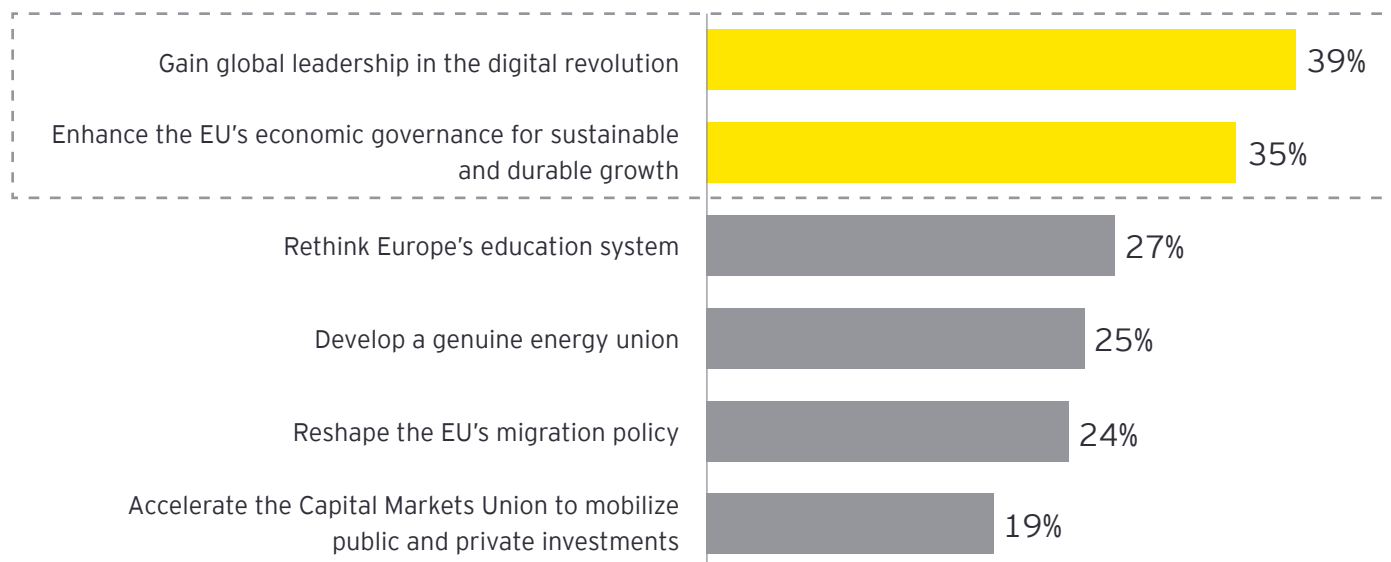 Gain global leadership in the digital revolution 39%
Enhance the EU’s economic governance for sustainable
and durable growth 35%
Rethink Europe’s education system 27%
Develop a genuine energy union 25%
Reshape the EU’s migration policy 24%
Accelerate the Capital Markets Union to mobilize
public and private investments 19%